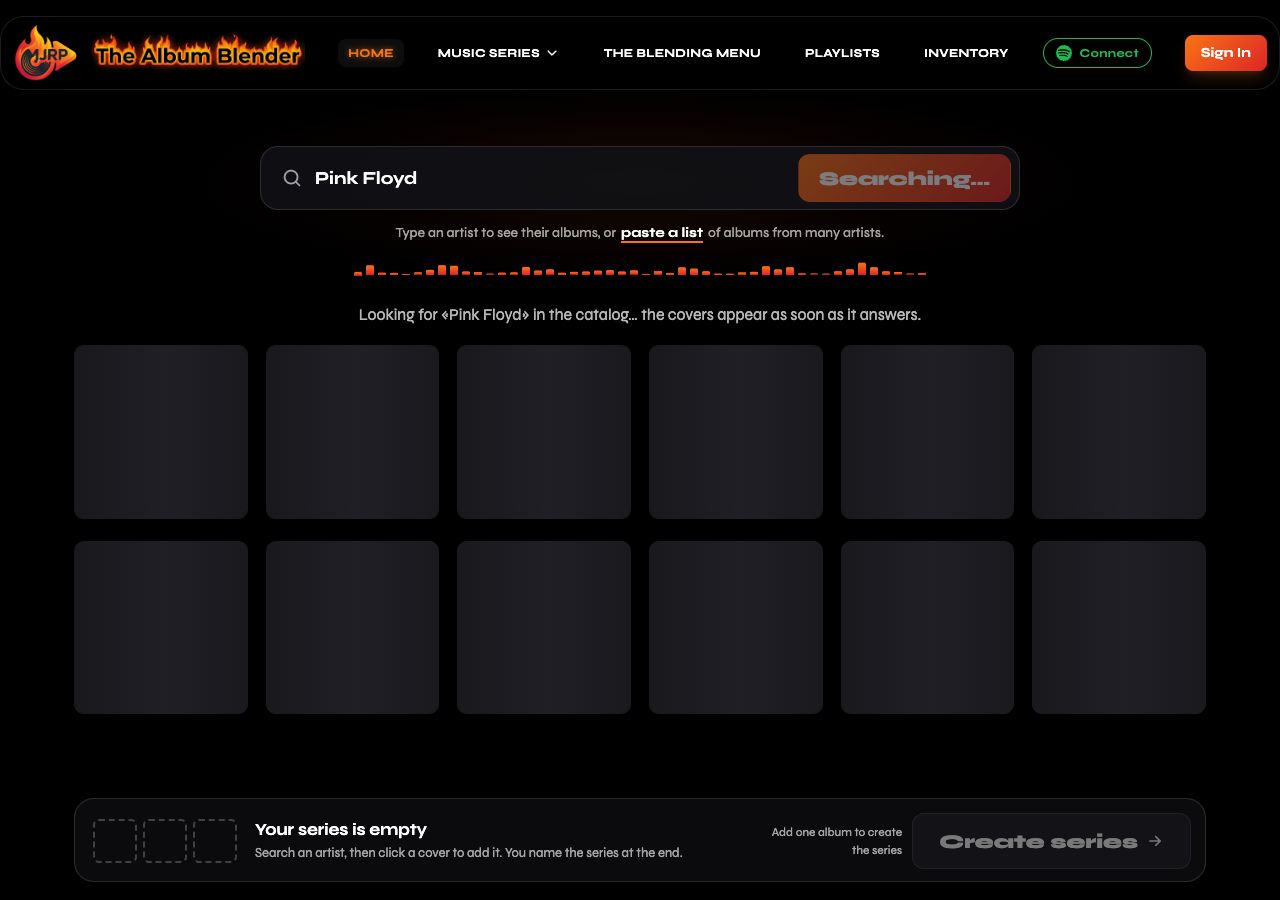 JRP
The Album Blender
HOME
MUSIC SERIES
THE BLENDING MENU
PLAYLISTS
INVENTORY
Connect
Sign In
Pink Floyd
Searching...
Type an artist to see their albums, or paste a list of albums from many artists.
Looking for «Pink Floyd» in the catalog... the covers appear as soon as it answers.
Your series is empty
Search an artist, then click a cover to add it. You name the series at the end.
Add one album to create
the series
Create series →